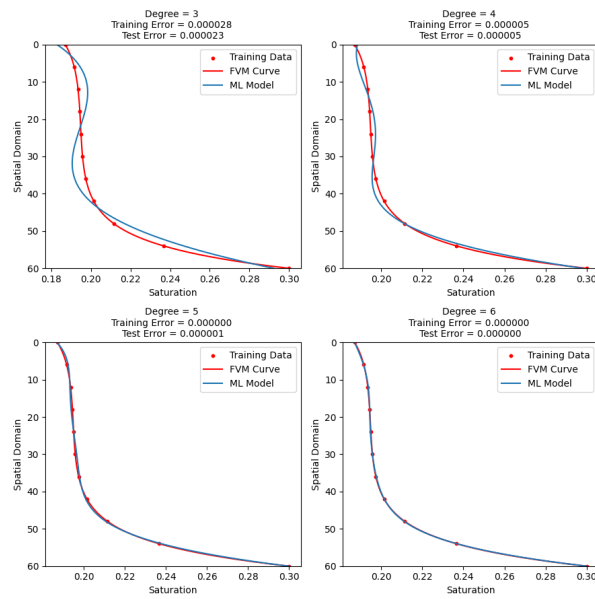 Degree = 3
Training Error = 0.000028
Test Error = 0.000023
Training Data
FVM Curve
ML Model
Spatial Domain
0
10
20
30
40
50
60
0.18
0.20
0.22
0.24
0.26
0.28
0.30
Saturation
Degree = 4
Training Error = 0.000005
Test Error = 0.000005
Training Data
FVM Curve
ML Model
Spatial Domain
0
10
20
30
40
50
60
0.20
0.22
0.24
0.26
0.28
0.30
Saturation
Degree = 5
Training Error = 0.000000
Test Error = 0.000001
Training Data
FVM Curve
ML Model
Spatial Domain
0
10
20
30
40
50
60
0.20
0.22
0.24
0.26
0.28
0.30
Saturation
Degree = 6
Training Error = 0.000000
Test Error = 0.000000
Training Data
FVM Curve
ML Model
Spatial Domain
0
10
20
30
40
50
60
0.20
0.22
0.24
0.26
0.28
0.30
Saturation